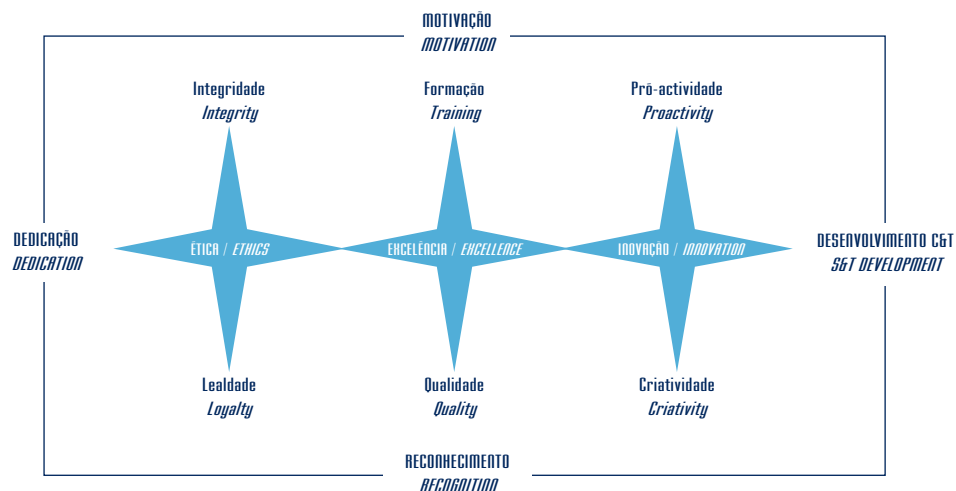 MOTIVAÇÃO
MOTIVATION
Integridade
Integrity
Formação
Training
Pró-actividade
Proactivity
DEDICAÇÃO
DEDICATION
ÉTICA / ETHICS
EXCELÊNCIA / EXCELLENCE
INOVAÇÃO / INNOVATION
DESENVOLVIMENTO C&T
S&T DEVELOPMENT
Lealdade
Loyalty
Qualidade
Quality
Criatividade
Criativity
RECONHECIMENTO
RECOGNITION